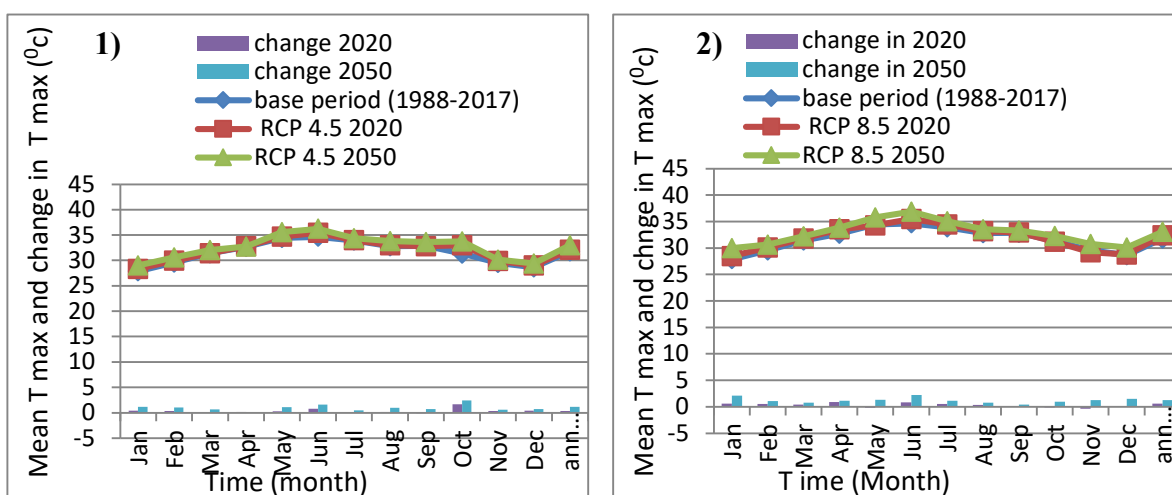 1)
change 2020
change 2050
base period (1988-2017)
RCP 4.5 2020
RCP 4.5 2050
Mean T max and change in T max (⁰c)
45
40
35
30
25
20
15
10
5
0
-5
Jan
Feb
Mar
Apr
May
Jun
Jul
Aug
Sep
Oct
Nov
Dec
ann...
Time (month)
2)
change in 2020
change in 2050
base period (1988-2017)
RCP 8.5 2020
RCP 8.5 2050
Mean T max and chnge in T max (⁰c)
45
40
35
30
25
20
15
10
5
0
-5
Jan
Feb
Mar
Apr
May
Jun
Jul
Aug
Sep
Oct
Nov
Dec
ann...
T ime (Month)